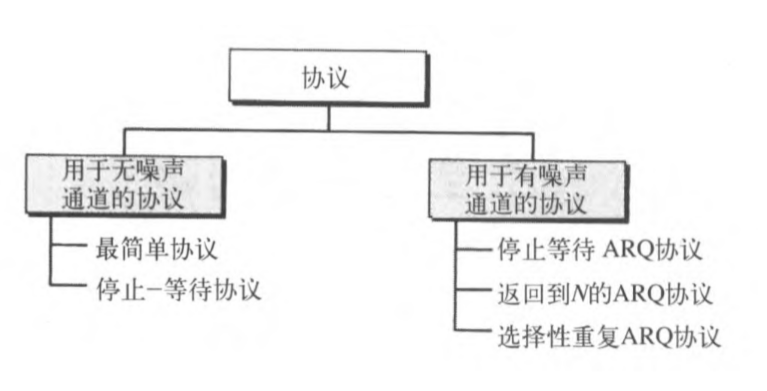 协议
用于无噪声
通道的协议
最简单协议
停止-等待协议
用于有噪声
通道的协议
停止等待 ARQ协议
返回到N的ARQ协议
选择性重复ARQ协议